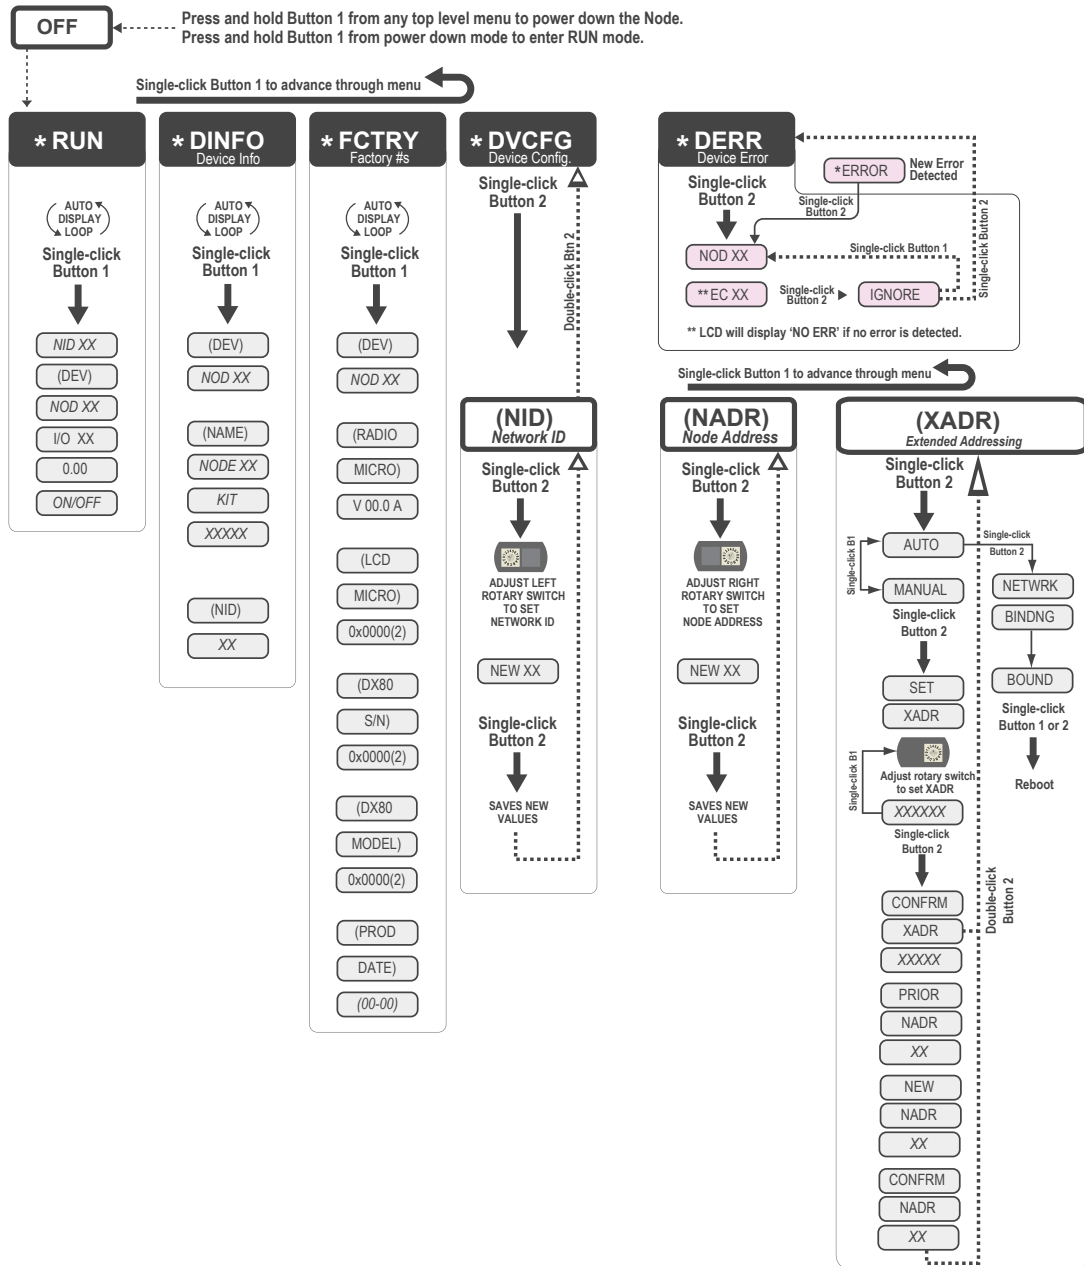 OFF
Press and hold Button 1 from any top level menu to power down the Node.
Press and hold Button 1 from power down mode to enter RUN mode.
Single-click Button 1 to advance through menu
* RUN
AUTO
DISPLAY
LOOP
Single-click
Button 1
NID XX
(DEV)
NOD XX
I/O XX
0.00
ON/OFF
* DINFO
Device Info
AUTO
DISPLAY
LOOP
Single-click
Button 1
(DEV)
NOD XX
(NAME)
NODE XX
KIT
XXXXX
(NID)
XX
* FCTRY
Factory #s
AUTO
DISPLAY
LOOP
Single-click
Button 1
(DEV)
NOD XX
(RADIO
MICRO)
V 00.0 A
(LCD
MICRO)
0x0000(2)
(DX80
S/N)
0x0000(2)
(DX80
MODEL)
0x0000(2)
(PROD
DATE)
(00-00)
* DVCFG
Device Config.
Single-click
Button 2
Double-click Btn 2
(NID)
Network ID
Single-click
Button 2
ADJUST LEFT
ROTARY SWITCH
TO SET
NETWORK ID
NEW XX
Single-click
Button 2
SAVES NEW
VALUES
* DERR
Device Error
Single-click
Button 2
*ERROR
New Error
Detected
Single-click
Button 2
NOD XX
Single-click Button 1
Single-click Button 2
** EC XX
Single-click
Button 2
IGNORE
** LCD will display ‘NO ERR’ if no error is detected.
Single-click Button 1 to advance through menu
(NADR)
Node Address
Single-click
Button 2
ADJUST RIGHT
ROTARY SWITCH
TO SET
NODE ADDRESS
NEW XX
Single-click
Button 2
SAVES NEW
VALUES
(XADR)
Extended Addressing
Single-click
Button 2
Single-click B1
AUTO
Single-click
Button 2
MANUAL
NETWRK
BINDNG
BOUND
Single-click
Button 1 or 2
Reboot
Single-click
Button 2
SET
XADR
Single-click B1
Adjust rotary switch
to set XADR
XXXXXX
Single-click
Button 2
CONFRM
XADR
XXXXX
Double-click
Button 2
PRIOR
NADR
XX
NEW
NADR
XX
CONFRM
NADR
XX